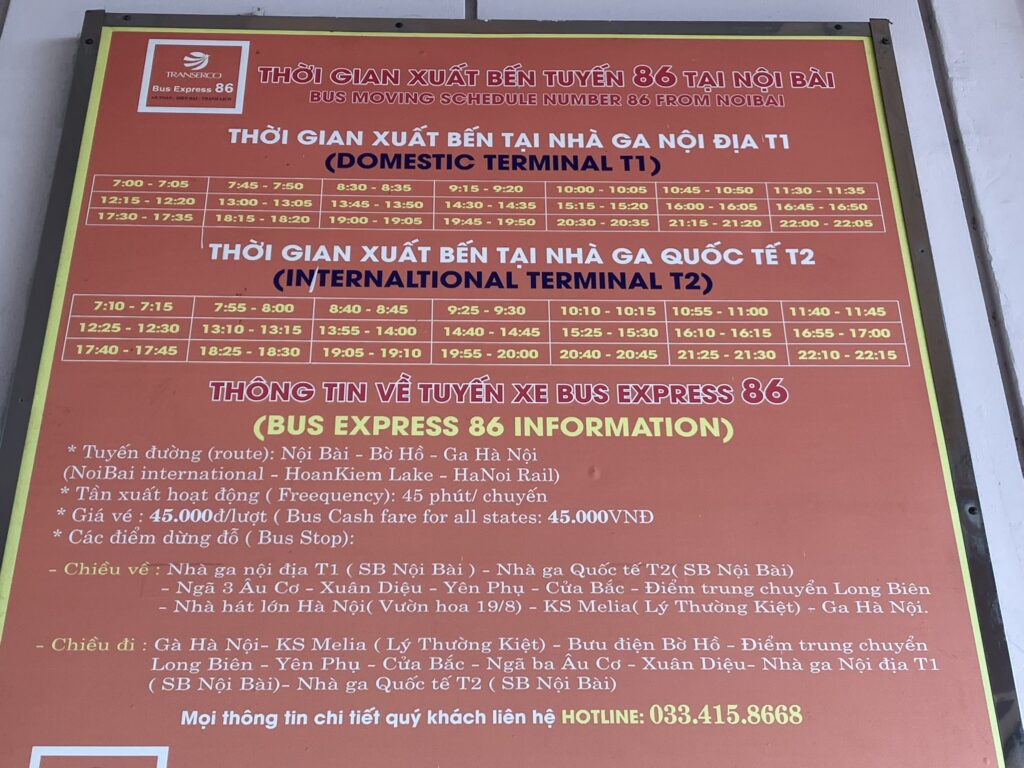 TRANSERCO
Bus Express 86
THỜI GIAN XUẤT BẾN TUYẾN 86 TẠI NỘI BÀI
BUS MOVING SCHEDULE NUMBER 86 FROM NOIBAI
THỜI GIAN XUẤT BẾN TẠI NHÀ GA NỘI ĐỊA T1
(DOMESTIC TERMINAL T1)
7:00 - 7:05 7:45 - 7:50 8:30 - 8:35 9:15 - 9:20 10:00 - 10:05 10:45 - 10:50 11:30 - 11:35
12:15 - 12:20 13:00 - 13:05 13:45 - 13:50 14:30 - 14:35 15:15 - 15:20 16:00 - 16:05 16:45 - 16:50
17:30 - 17:35 18:15 - 18:20 19:00 - 19:05 19:45 - 19:50 20:30 - 20:35 21:15 - 21:20 22:00 - 22:05
THỜI GIAN XUẤT BẾN TẠI NHÀ GA QUỐC TẾ T2
(INTERNALTIONAL TERMINAL T2)
7:10 - 7:15 7:55 - 8:00 8:40 - 8:45 9:25 - 9:30 10:10 - 10:15 10:55 - 11:00 11:40 - 11:45
12:25 - 12:30 13:10 - 13:15 13:55 - 14:00 14:40 - 14:45 15:25 - 15:30 16:10 - 16:15 16:55 - 17:00
17:40 - 17:45 18:25 - 18:30 19:05 - 19:10 19:55 - 20:00 20:40 - 20:45 21:25 - 21:30 22:10 - 22:15
THÔNG TIN VỀ TUYẾN XE BUS EXPRESS 86
(BUS EXPRESS 86 INFORMATION)
* Tuyến đường (route): Nội Bài - Bờ Hồ - Ga Hà Nội
(NoiBai international - HoanKiem Lake - HaNoi Rail)
* Tần xuất hoạt động ( Freequency): 45 phút/ chuyến
* Giá vé : 45.000đ/lượt ( Bus Cash fare for all states: 45.000VNĐ
* Các điểm dừng đỗ ( Bus Stop):
- Chiều về : Nhà ga nội địa T1 ( SB Nội Bài ) - Nhà ga Quốc tế T2( SB Nội Bài)
- Ngã 3 Âu Cơ - Xuân Diệu - Yên Phụ - Cửa Bắc - Điểm trung chuyển Long Biên
- Nhà hát lớn Hà Nội( Vườn hoa 19/8) - KS Melia( Lý Thường Kiệt) - Ga Hà Nội.
- Chiều đi : Gà Hà Nội- KS Melia ( Lý Thường Kiệt) - Bưu điện Bờ Hồ - Điểm trung chuyển
Long Biên - Yên Phụ - Cửa Bắc - Ngã ba Âu Cơ - Xuân Diệu- Nhà ga Nội địa T1
( SB Nội Bài)- Nhà ga Quốc tế T2 ( SB Nội Bài)
Mọi thông tin chi tiết quý khách liên hệ HOTLINE: 033.415.8668